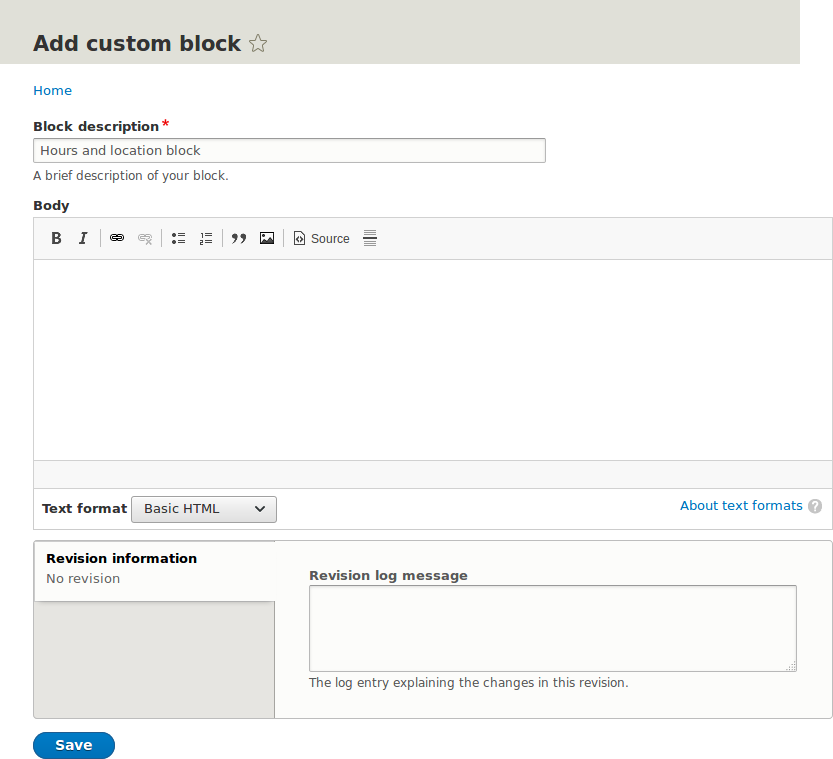 Add custom block
Home
Block description*
Hours and location block
A brief description of your block.
Body
B I Source
Text format Basic HTML About text formats ?
Revision information
No revision
Revision log message
The log entry explaining the changes in this revision.
Save